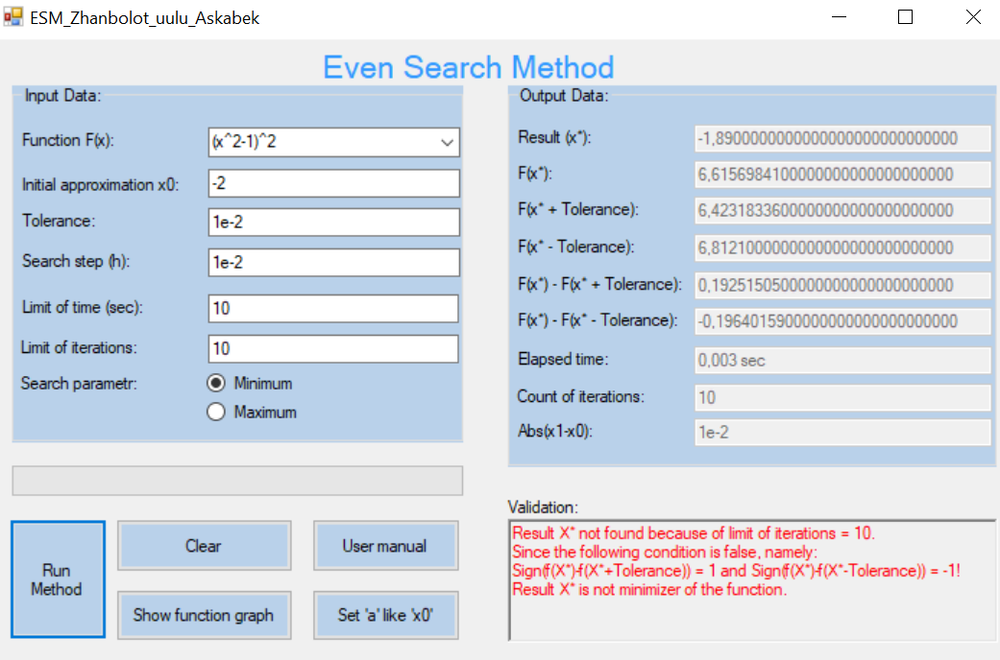 ESM_Zhanbolot_uulu_Askabek
Even Search Method
Input Data:
Function F(x): (x^2-1)^2
Initial approximation x0: -2
Tolerance: 1e-2
Search step (h): 1e-2
Limit of time (sec): 10
Limit of iterations: 10
Search parametr: Minimum
Maximum
Output Data:
Result (x*): -1,8900000000000000000000000000
F(x*): 6,6156984100000000000000000000
F(x* + Tolerance): 6,4231833600000000000000000000
F(x* - Tolerance): 6,8121000000000000000000000000
F(x*) - F(x* + Tolerance): 0,1925150500000000000000000000
F(x*) - F(x* - Tolerance): -0,1964015900000000000000000000
Elapsed time: 0,003 sec
Count of iterations: 10
Abs(x1-x0): 1e-2
Run
Method
Clear
User manual
Show function graph
Set 'a' like 'x0'
Validation:
Result X* not found because of limit of iterations = 10.
Since the following condition is false, namely:
Sign(f(X*)-f(X*+Tolerance)) = 1 and Sign(f(X*)-f(X*-Tolerance)) = -1!
Result X* is not minimizer of the function.